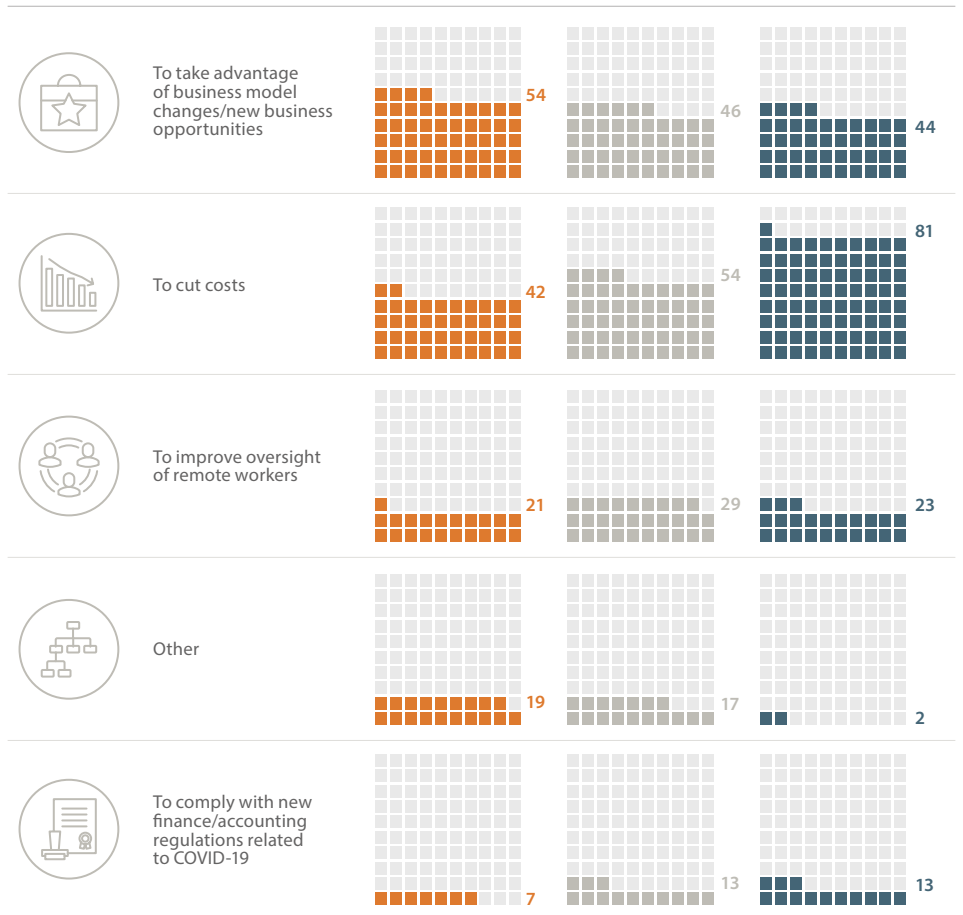 To take advantage
of business model
changes/new business
opportunities
54
46
44
To cut costs
42
54
81
To improve oversight
of remote workers
21
29
23
Other
19
17
2
To comply with new
finance/accounting
regulations related
to COVID-19
7
13
13